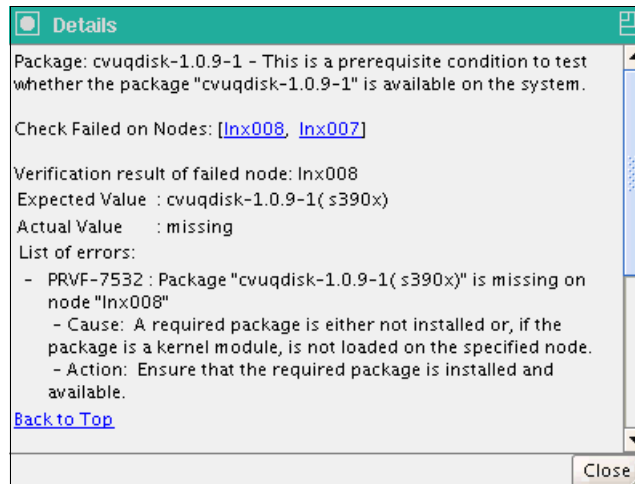 Details
Package: cvuqdisk-1.0.9-1 - This is a prerequisite condition to test
whether the package "cvuqdisk-1.0.9-1" is available on the system.
Check Failed on Nodes: [lnx008, lnx007]
Verification result of failed node: lnx008
Expected Value : cvuqdisk-1.0.9-1( s390x)
Actual Value : missing
List of errors:
- PRVF-7532 : Package "cvuqdisk-1.0.9-1( s390x)" is missing on
node "lnx008"
- Cause: A required package is either not installed or, if the
package is a kernel module, is not loaded on the specified node.
- Action: Ensure that the required package is installed and
available.
Back to Top
Close